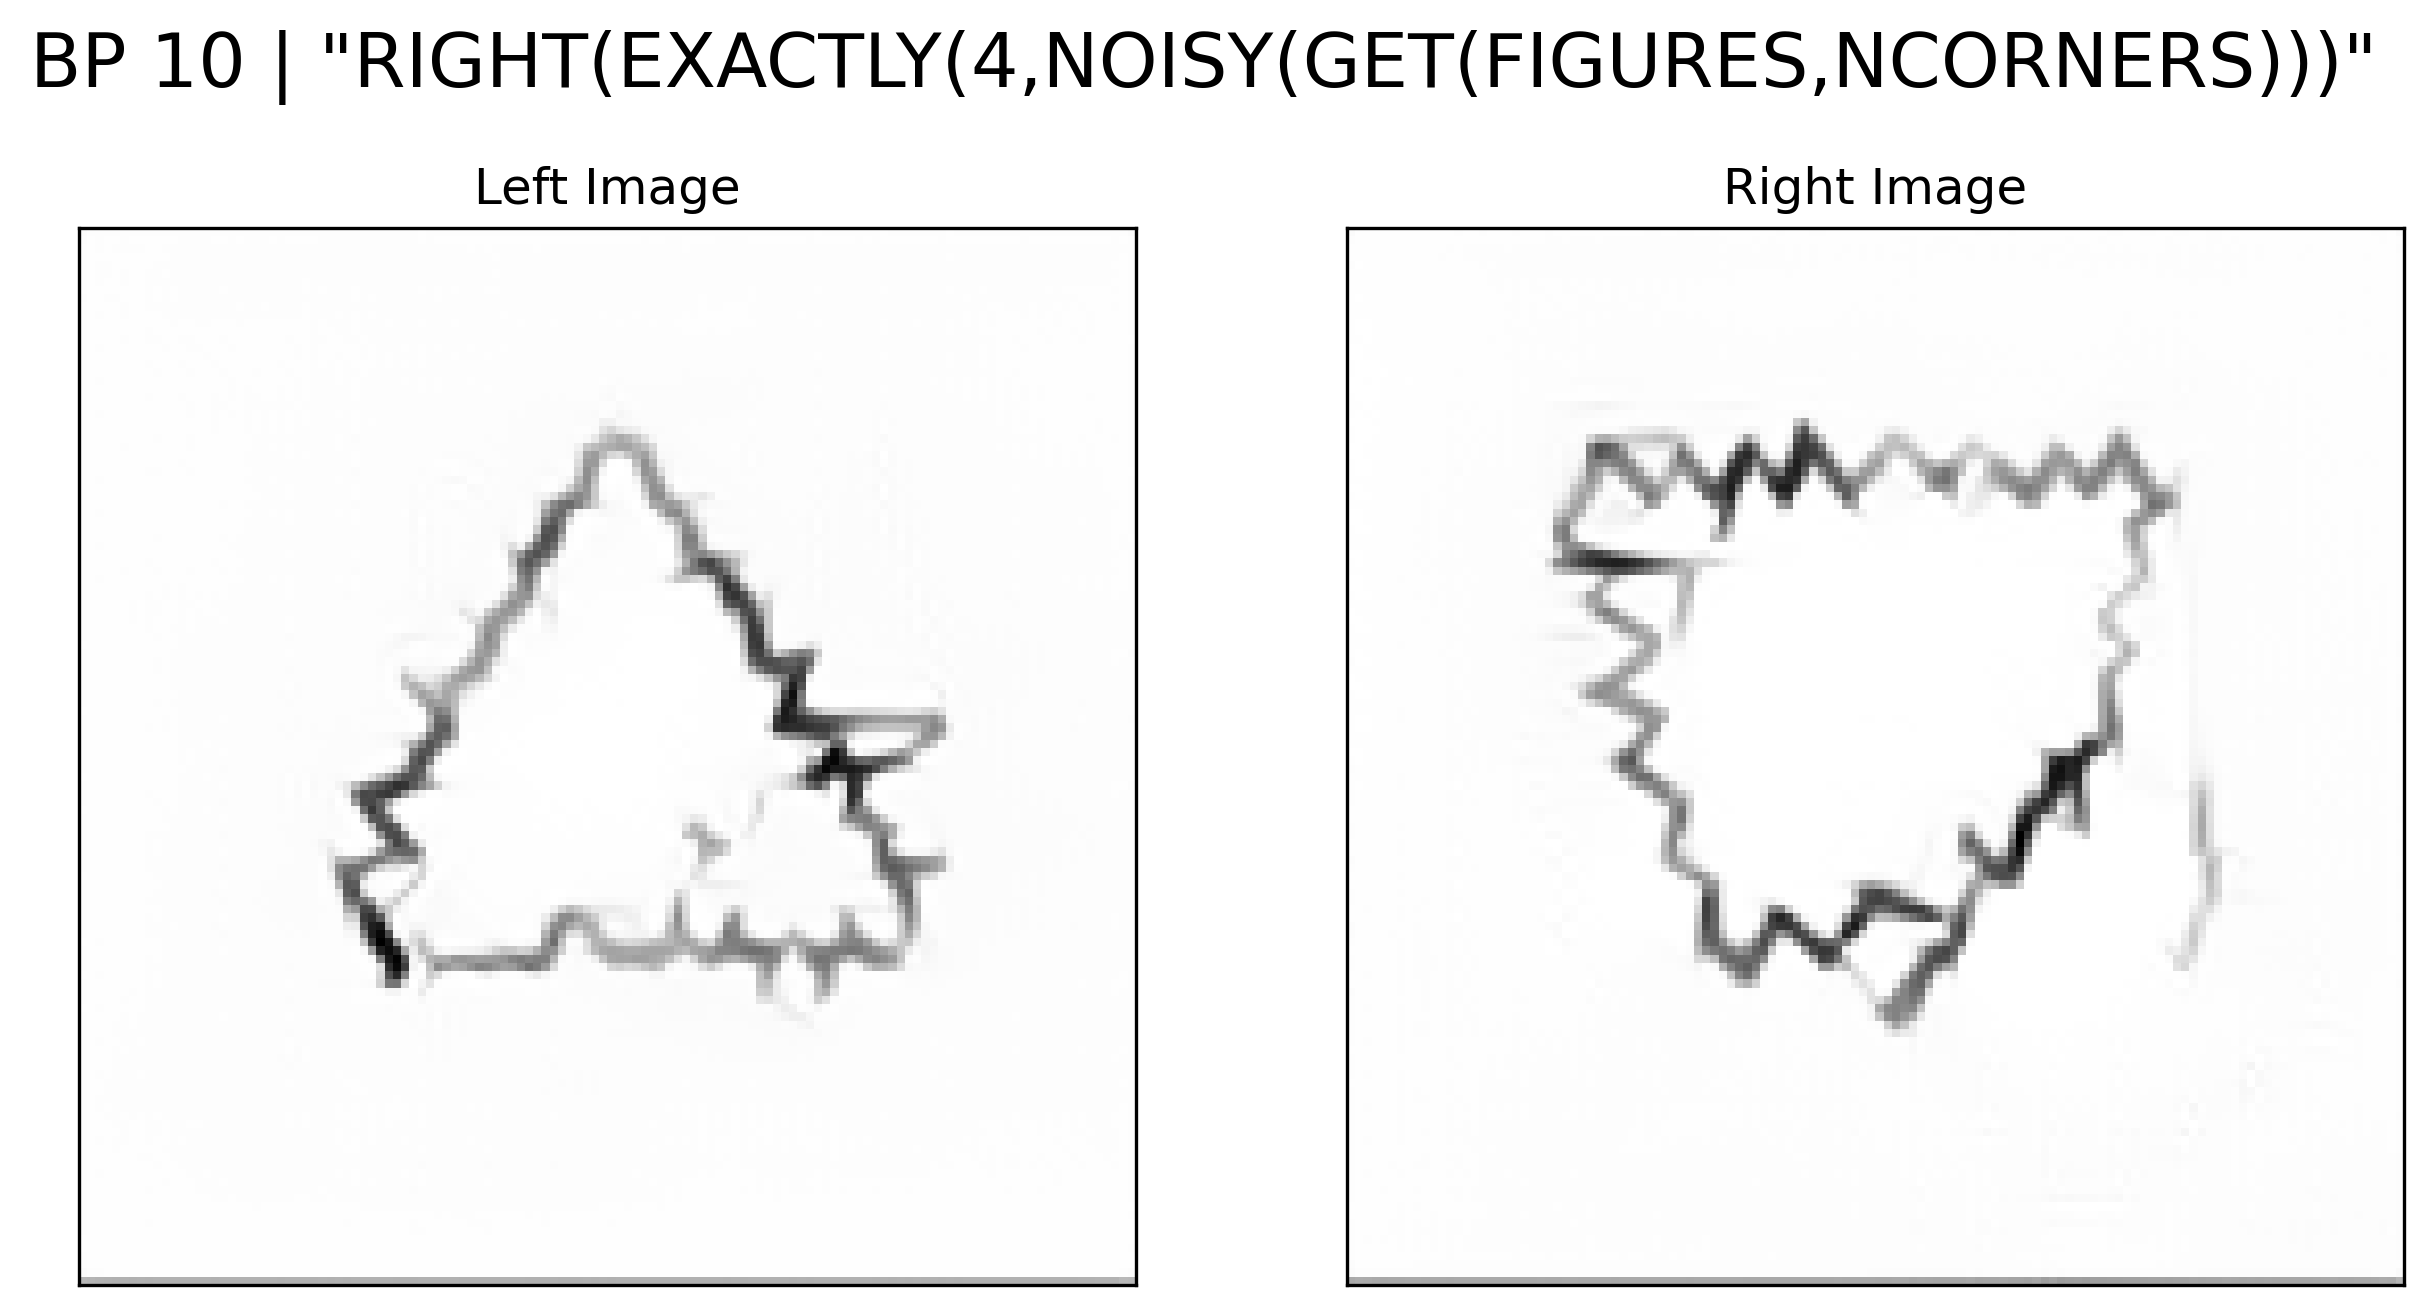 BP 10 | "RIGHT(EXACTLY(4,NOISY(GET(FIGURES,NCORNERS)))"
Left Image
Right Image